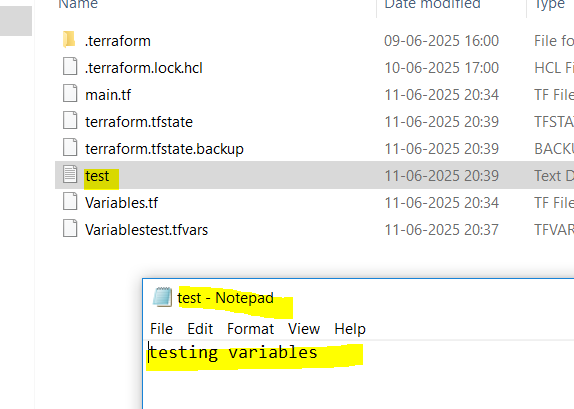 Name Date modified Type
.terraform 09-06-2025 16:00 File fo
.terraform.lock.hcl 10-06-2025 17:00 HCL Fi
main.tf 11-06-2025 20:34 TF File
terraform.tfstate 11-06-2025 20:39 TFSTA
terraform.tfstate.backup 11-06-2025 20:39 BACKU
test 11-06-2025 20:39 Text D
Variables.tf 11-06-2025 20:34 TF File
Variablestest.tfvars 11-06-2025 20:37 TFVAR
test - Notepad
File Edit Format View Help
testing variables